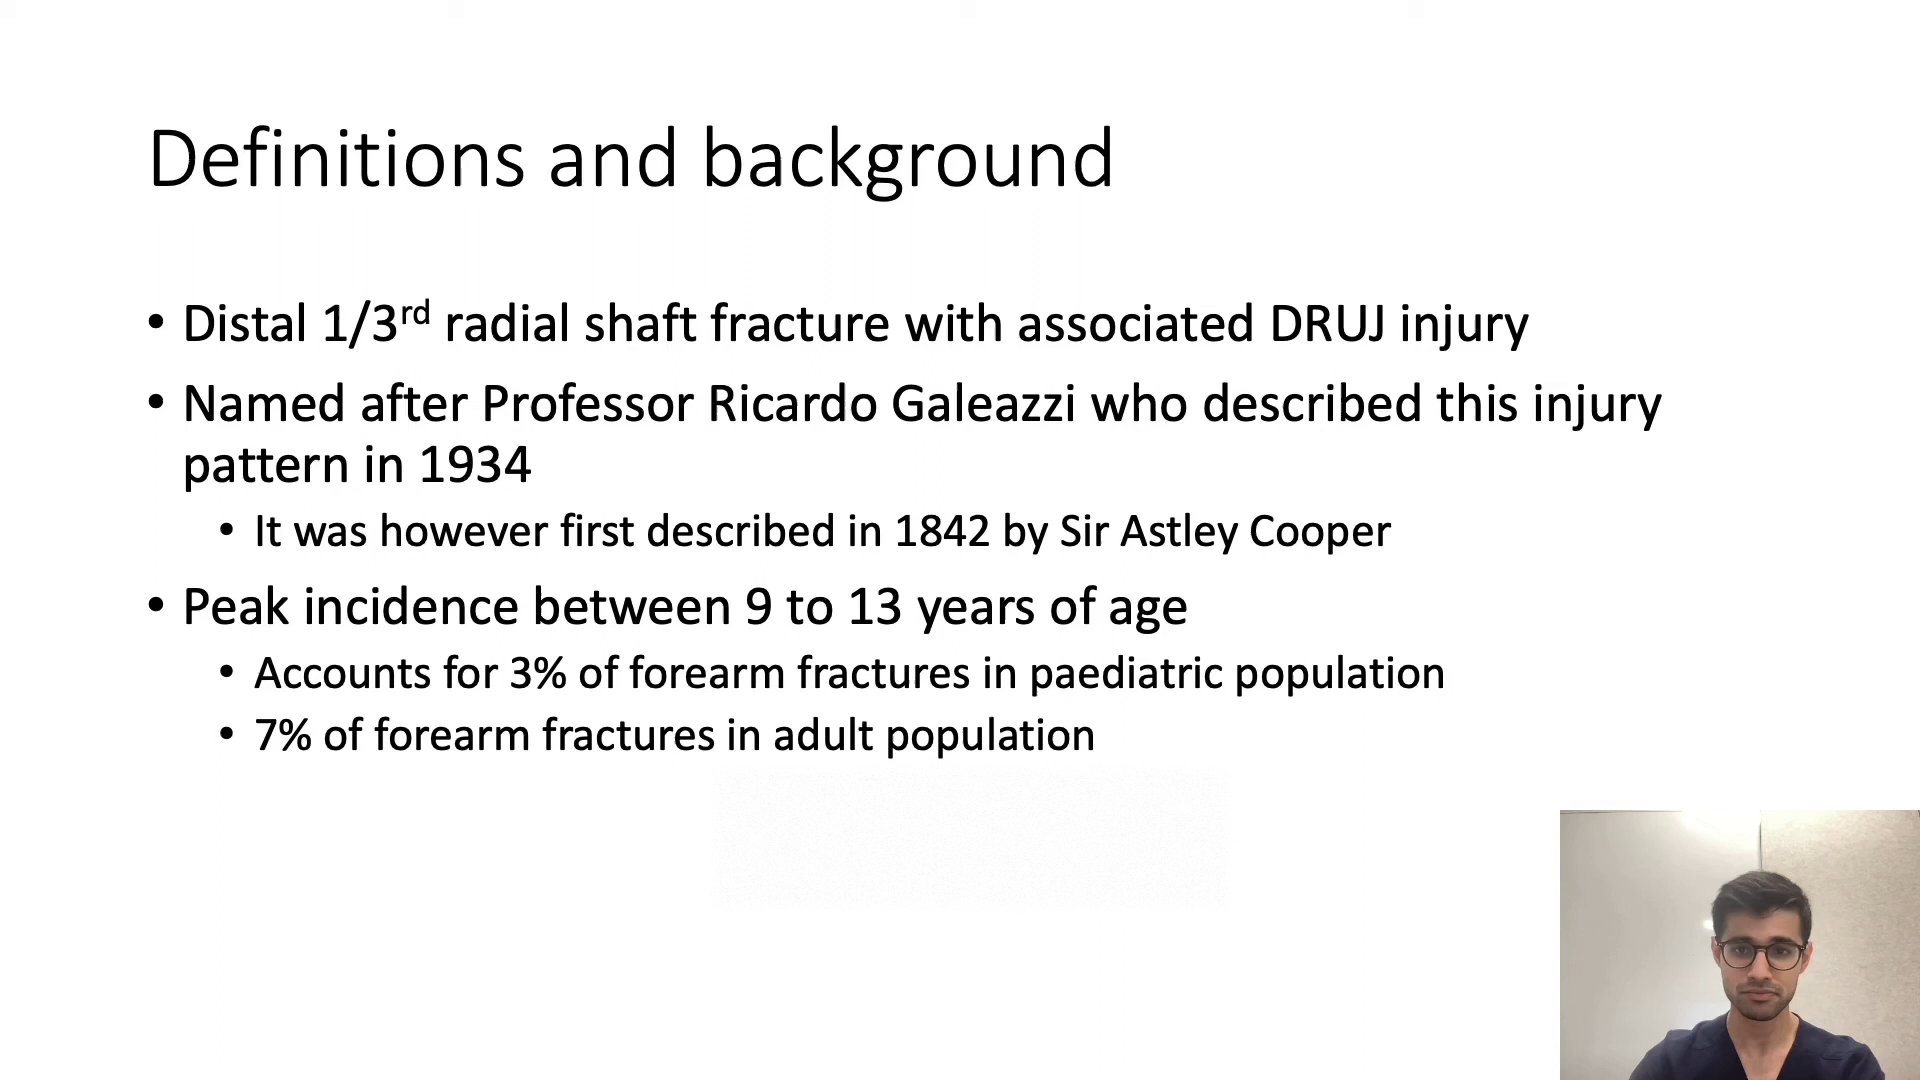 Definitions and background
• Distal 1/3rd radial shaft fracture with associated DRUJ injury
• Named after Professor Ricardo Galeazzi who described this injury
pattern in 1934
• It was however first described in 1842 by Sir Astley Cooper
• Peak incidence between 9 to 13 years of age
• Accounts for 3% of forearm fractures in paediatric population
• 7% of forearm fractures in adult population